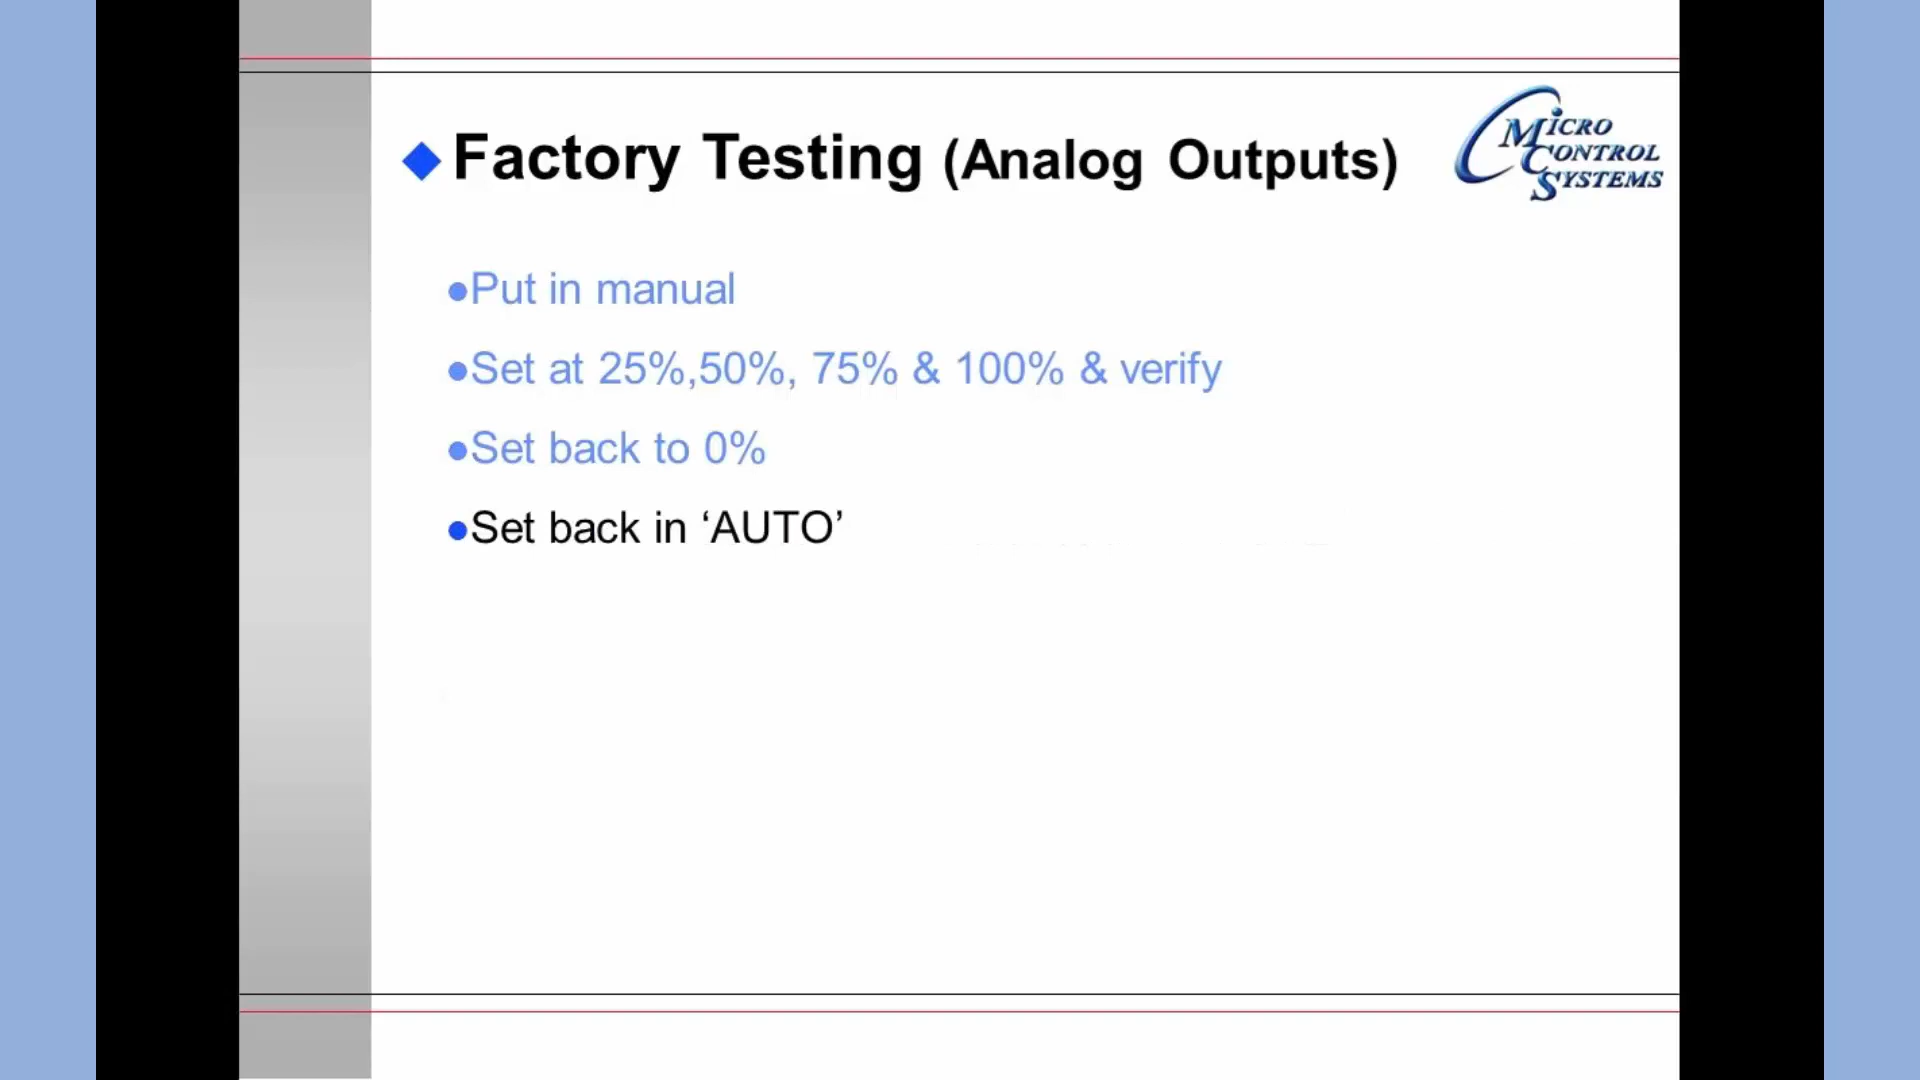 Factory Testing (Analog Outputs)
MICRO
CONTROL
SYSTEMS
Put in manual
Set at 25%,50%, 75% & 100% & verify
Set back to 0%
Set back in ‘AUTO’